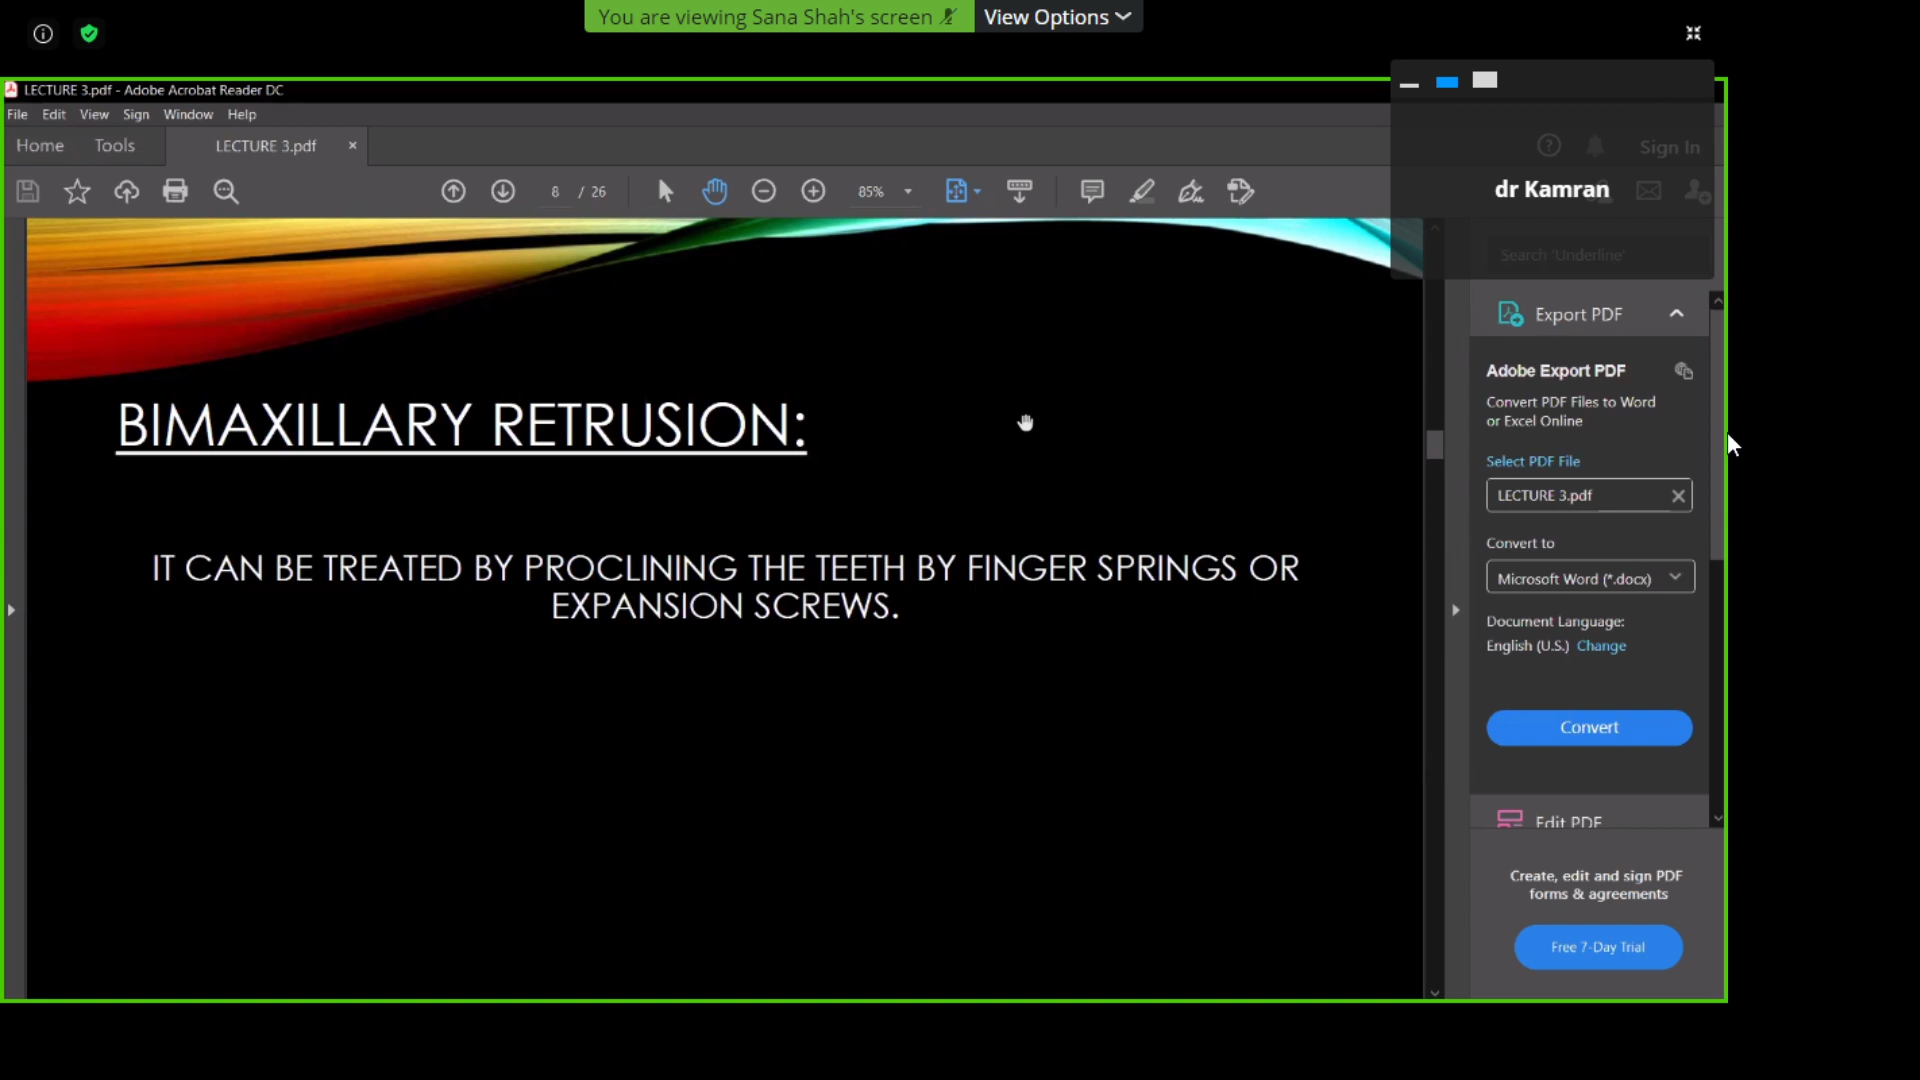 You are viewing Sana Shah's screen
View Options
LECTURE 3.pdf - Adobe Acrobat Reader DC
File Edit View Sign Window Help
Home Tools LECTURE 3.pdf
Sign In
8 / 26
85%
dr Kamran
Search 'Underline'
Export PDF
BIMAXILLARY RETRUSION:
IT CAN BE TREATED BY PROCLINING THE TEETH BY FINGER SPRINGS OR
EXPANSION SCREWS.
Adobe Export PDF
Convert PDF Files to Word
or Excel Online
Select PDF File
LECTURE 3.pdf
Convert to
Microsoft Word (*.docx)
Document Language:
English (U.S.) Change
Convert
Edit PDF
Create, edit and sign PDF
forms & agreements
Free 7-Day Trial